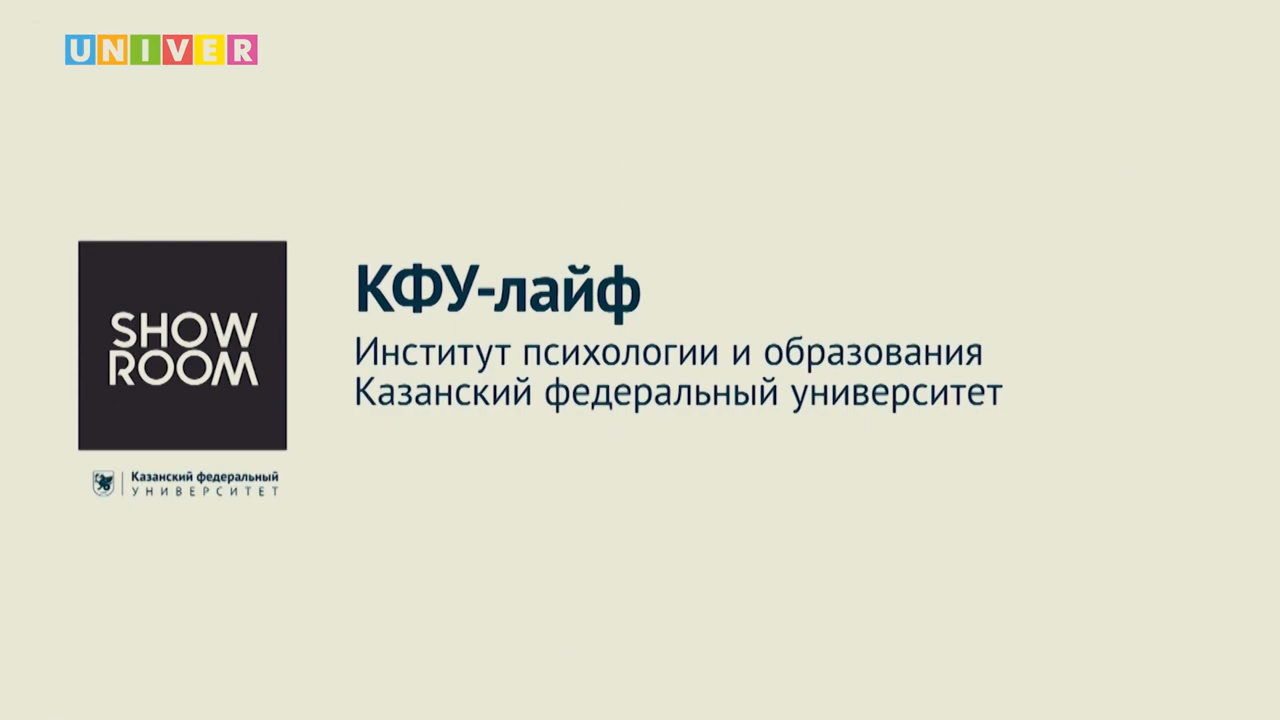 UNIVER
SHOW
ROOM
КФУ-лайф
Институт психологии и образования
Казанский федеральный университет
Казанский федеральный
УНИВЕРСИТЕТ